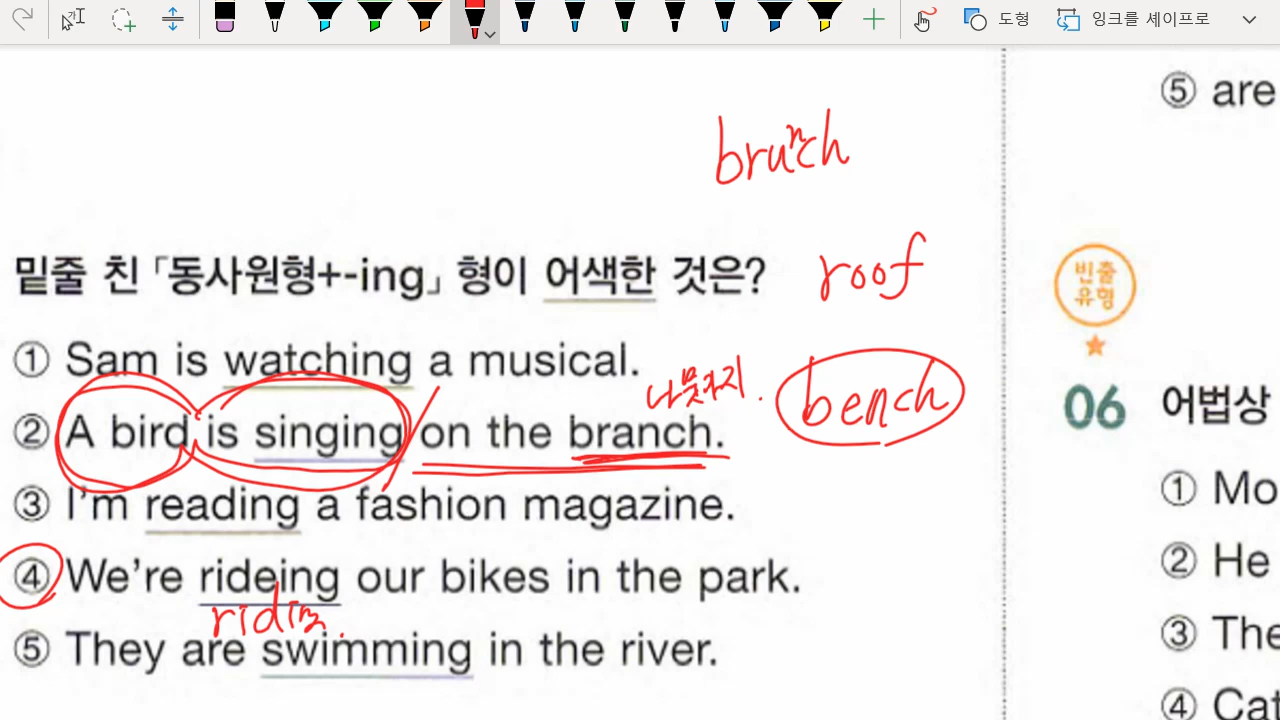 도형
잉크를 셰이프로
⑤ are
brunch
밑줄 친 「동사원형+-ing」 형이 어색한 것은?
roof
① Sam is watching a musical.
나뭇가지.
bench
② A bird is singing on the branch.
③ I'm reading a fashion magazine.
④ We're rideing our bikes in the park.
⑤ They are swimming in the river.
빈출
유형
06 어법상
① Mo
② He
③ The
④ Cat